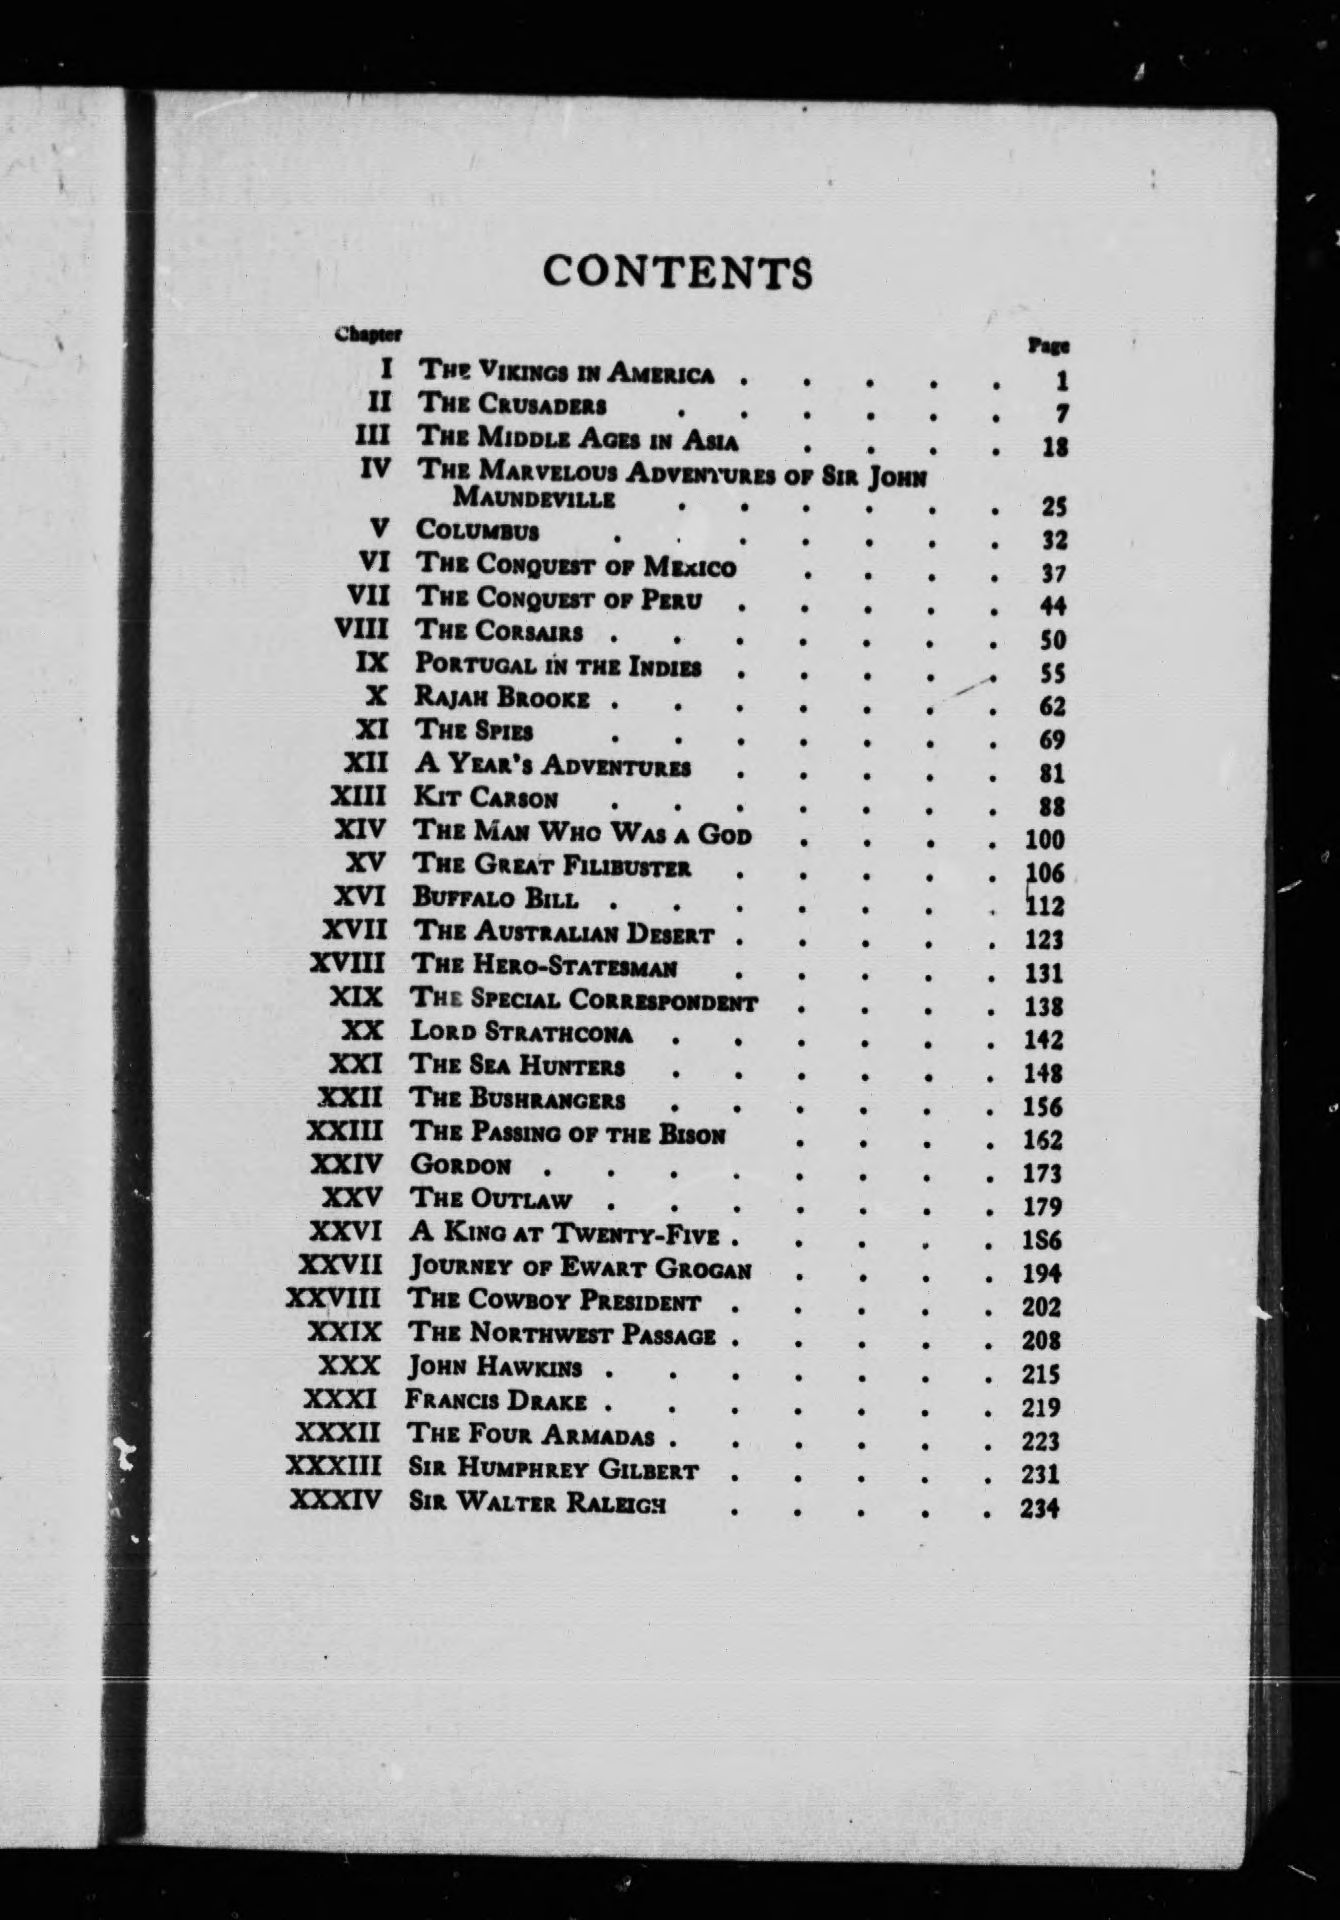 CONTENTS
Chapter Page
I THE VIKINGS IN AMERICA . . . . . 1
II THE CRUSADERS . . . . . . 7
III THE MIDDLE AGES IN ASIA . . . . 18
IV THE MARVELOUS ADVENTURES OF SIR JOHN
MAUNDEVILLE . . . . . . 25
V COLUMBUS . . . . . . . 32
VI THE CONQUEST OF MEXICO . . . . 37
VII THE CONQUEST OF PERU . . . . . 44
VIII THE CORSAIRS . . . . . . . 50
IX PORTUGAL IN THE INDIES . . . . . 55
X RAJAH BROOKE . . . . . . . 62
XI THE SPIES . . . . . . . 69
XII A YEAR'S ADVENTURES . . . . . 81
XIII KIT CARSON . . . . . . . 88
XIV THE MAN WHO WAS A GOD . . . . 100
XV THE GREAT FILIBUSTER . . . . . 106
XVI BUFFALO BILL . . . . . . . 112
XVII THE AUSTRALIAN DESERT . . . . . 123
XVIII THE HERO-STATESMAN . . . . . 131
XIX THE SPECIAL CORRESPONDENT . . . . 138
XX LORD STRATHCONA . . . . . . 142
XXI THE SEA HUNTERS . . . . . . 148
XXII THE BUSHRANGERS . . . . . . 156
XXIII THE PASSING OF THE BISON . . . . 162
XXIV GORDON . . . . . . . . 173
XXV THE OUTLAW . . . . . . . 179
XXVI A KING AT TWENTY-FIVE . . . . . 186
XXVII JOURNEY OF EWART GROGAN . . . . 194
XXVIII THE COWBOY PRESIDENT . . . . . 202
XXIX THE NORTHWEST PASSAGE . . . . . 208
XXX JOHN HAWKINS . . . . . . . 215
XXXI FRANCIS DRAKE . . . . . . . 219
XXXII THE FOUR ARMADAS . . . . . . 223
XXXIII SIR HUMPHREY GILBERT . . . . . 231
XXXIV SIR WALTER RALEIGH . . . . . 234